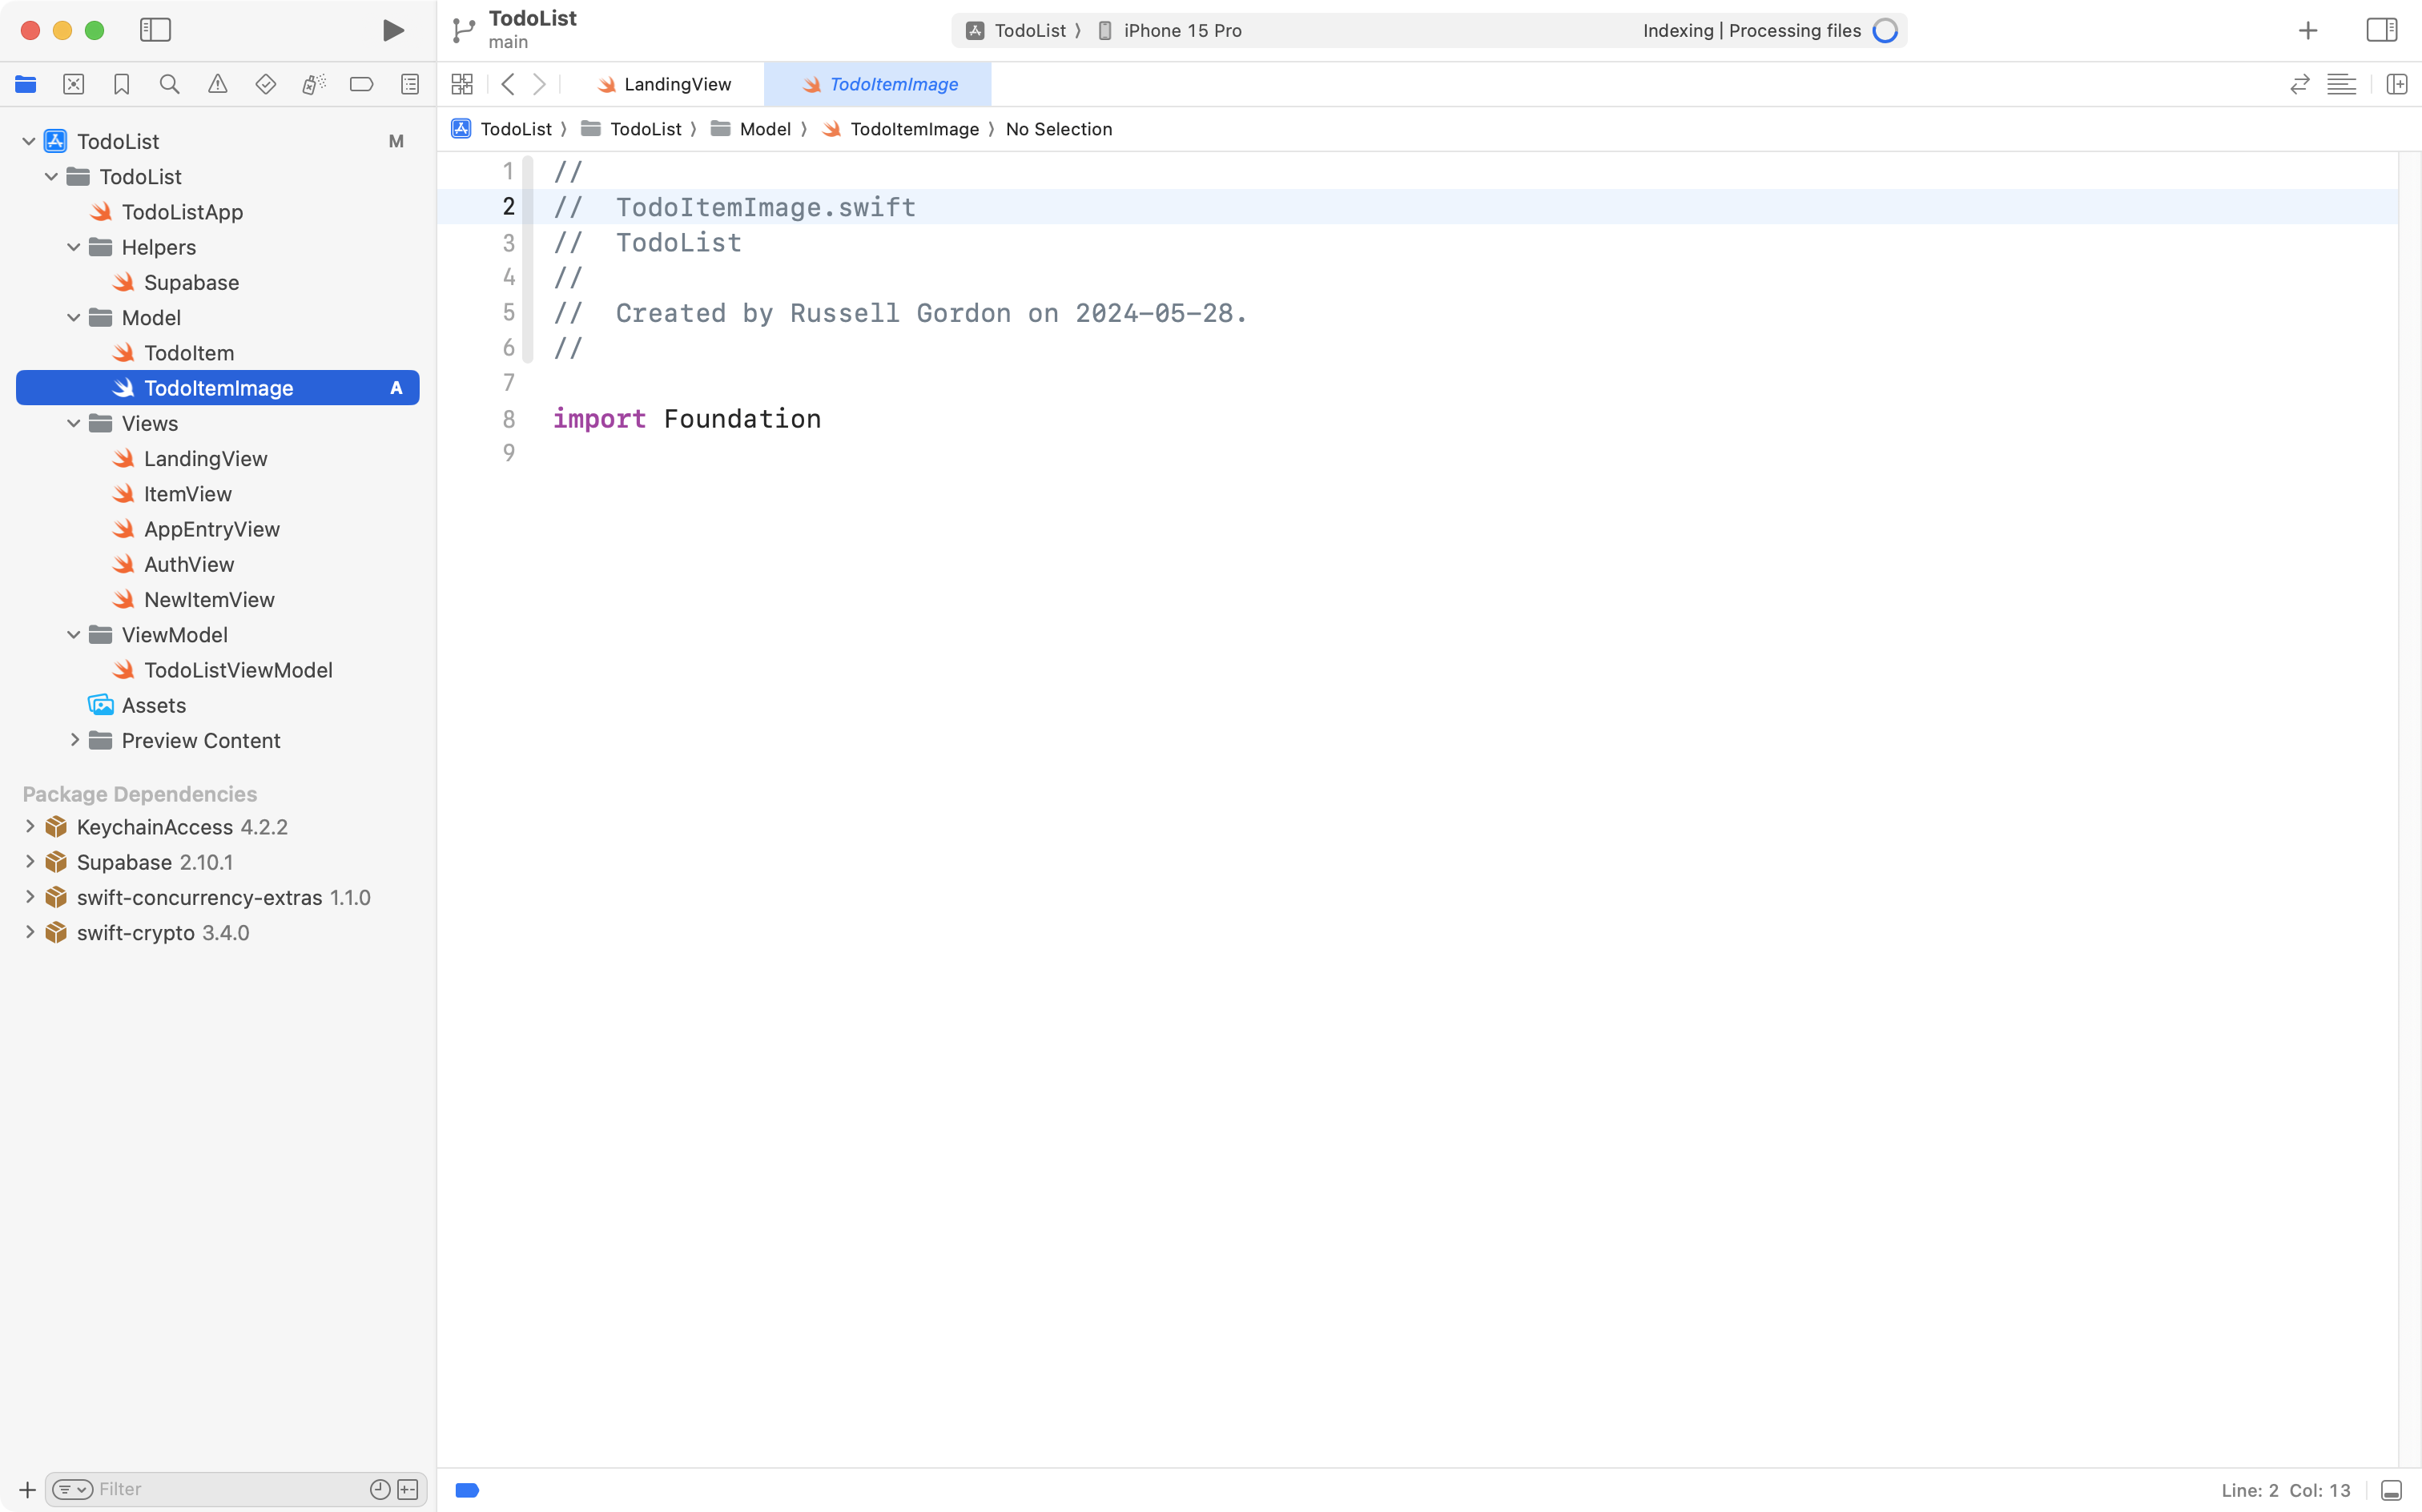 TodoList
main
TodoList 〉 iPhone 15 Pro
Indexing | Processing files
LandingView
TodoItemImage
TodoList 〉 TodoList 〉 Model 〉 TodoItemImage 〉 No Selection
TodoList M
TodoList
TodoListApp
Helpers
Supabase
Model
TodoItem
TodoItemImage A
Views
LandingView
ItemView
AppEntryView
AuthView
NewItemView
ViewModel
TodoListViewModel
Assets
Preview Content
Package Dependencies
KeychainAccess 4.2.2
Supabase 2.10.1
swift-concurrency-extras 1.1.0
swift-crypto 3.4.0
Filter
1 //
2 //  TodoItemImage.swift
3 //  TodoList
4 //
5 //  Created by Russell Gordon on 2024-05-28.
6 //
7
8 import Foundation
9
Line: 2 Col: 13